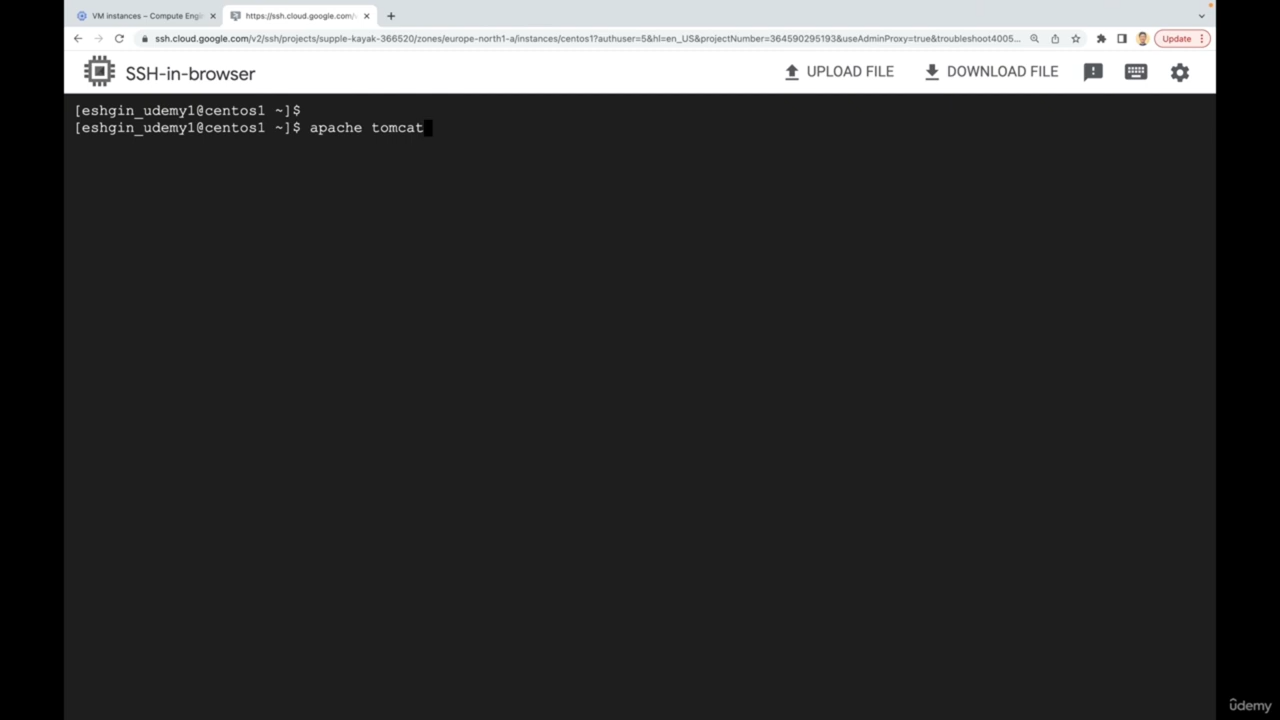 VM instances – Compute Engi
https://ssh.cloud.google.com/v
ssh.cloud.google.com/v2/ssh/projects/supple-kayak-366520/zones/europe-north1-a/instances/centos1?authuser=5&hl=en_US&projectNumber=364590295193&useAdminProxy=true&troubleshoot4005...
Update
SSH-in-browser
UPLOAD FILE
DOWNLOAD FILE
[eshgin_udemy1@centos1 ~]$
[eshgin_udemy1@centos1 ~]$ apache tomcat
udemy